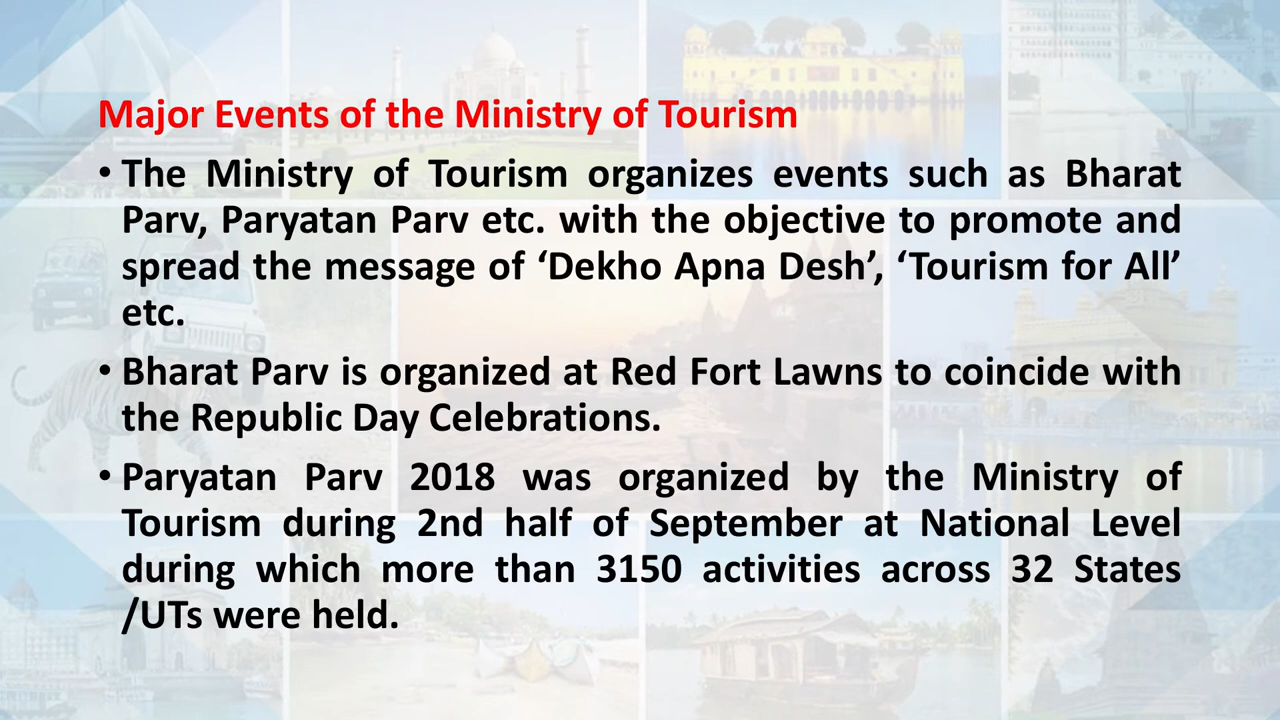 Major Events of the Ministry of Tourism
• The Ministry of Tourism organizes events such as Bharat
Parv, Paryatan Parv etc. with the objective to promote and
spread the message of ‘Dekho Apna Desh’, ‘Tourism for All’
etc.
• Bharat Parv is organized at Red Fort Lawns to coincide with
the Republic Day Celebrations.
• Paryatan Parv 2018 was organized by the Ministry of
Tourism during 2nd half of September at National Level
during which more than 3150 activities across 32 States
/UTs were held.